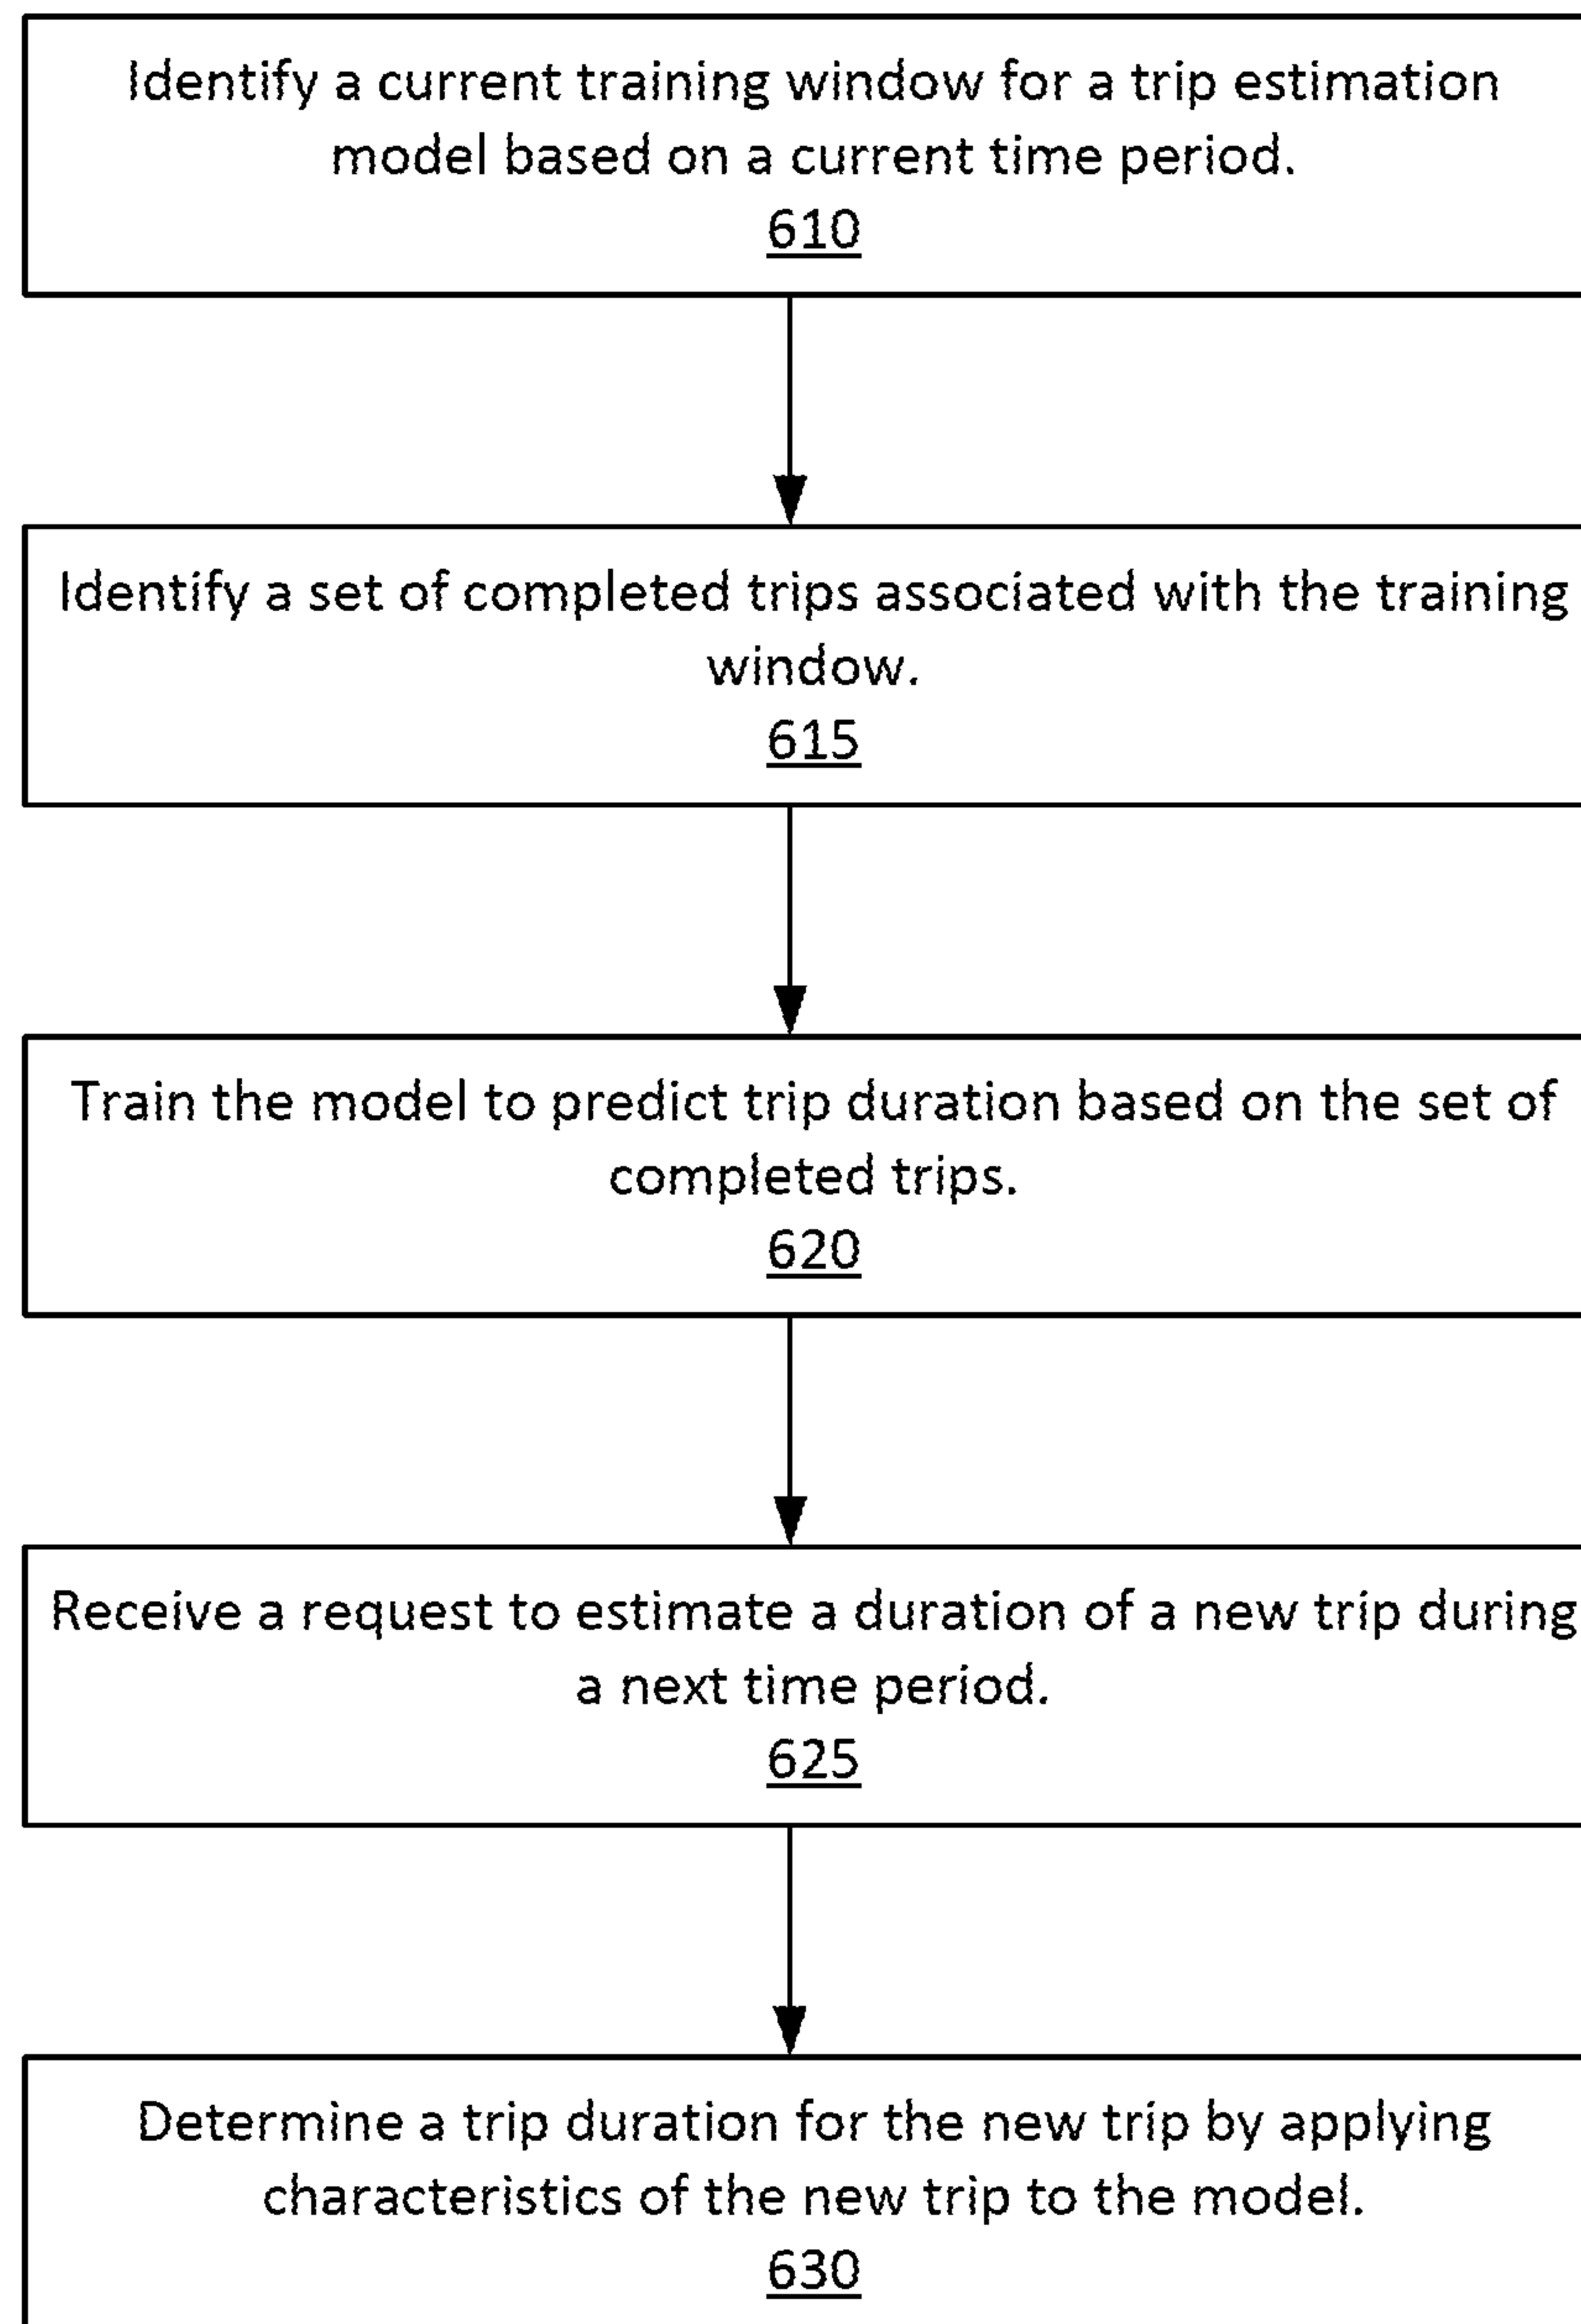 Identify a current training window for a trip estimation
model based on a current time period.
610
Identify a set of completed trips associated with the training
window.
615
Train the model to predict trip duration based on the set of
completed trips.
620
Receive a request to estimate a duration of a new trip during
a next time period.
625
Determine a trip duration for the new trip by applying
characteristics of the new trip to the model.
630